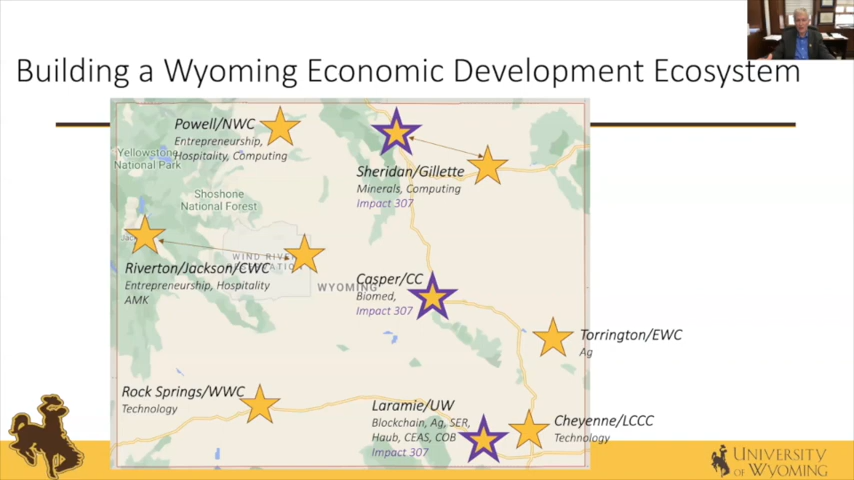 Building a Wyoming Economic Development Ecosystem
Powell/NWC
Entrepreneurship,
Hospitality, Computing
Yellowstone
National Park
Shoshone
National Forest
Sheridan/Gillette
Minerals, Computing
Impact 307
WIND RIVER
Riverton/Jackson/CWC
Entrepreneurship, Hospitality
AMK
WYOMING
Casper/CC
Biomed,
Impact 307
Torrington/EWC
Ag
Rock Springs/WWC
Technology
Laramie/UW
Blockchain, Ag, SER,
Haub, CEAS, COB
Impact 307
Cheyenne/LCCC
Technology
UNIVERSITY
OF WYOMING